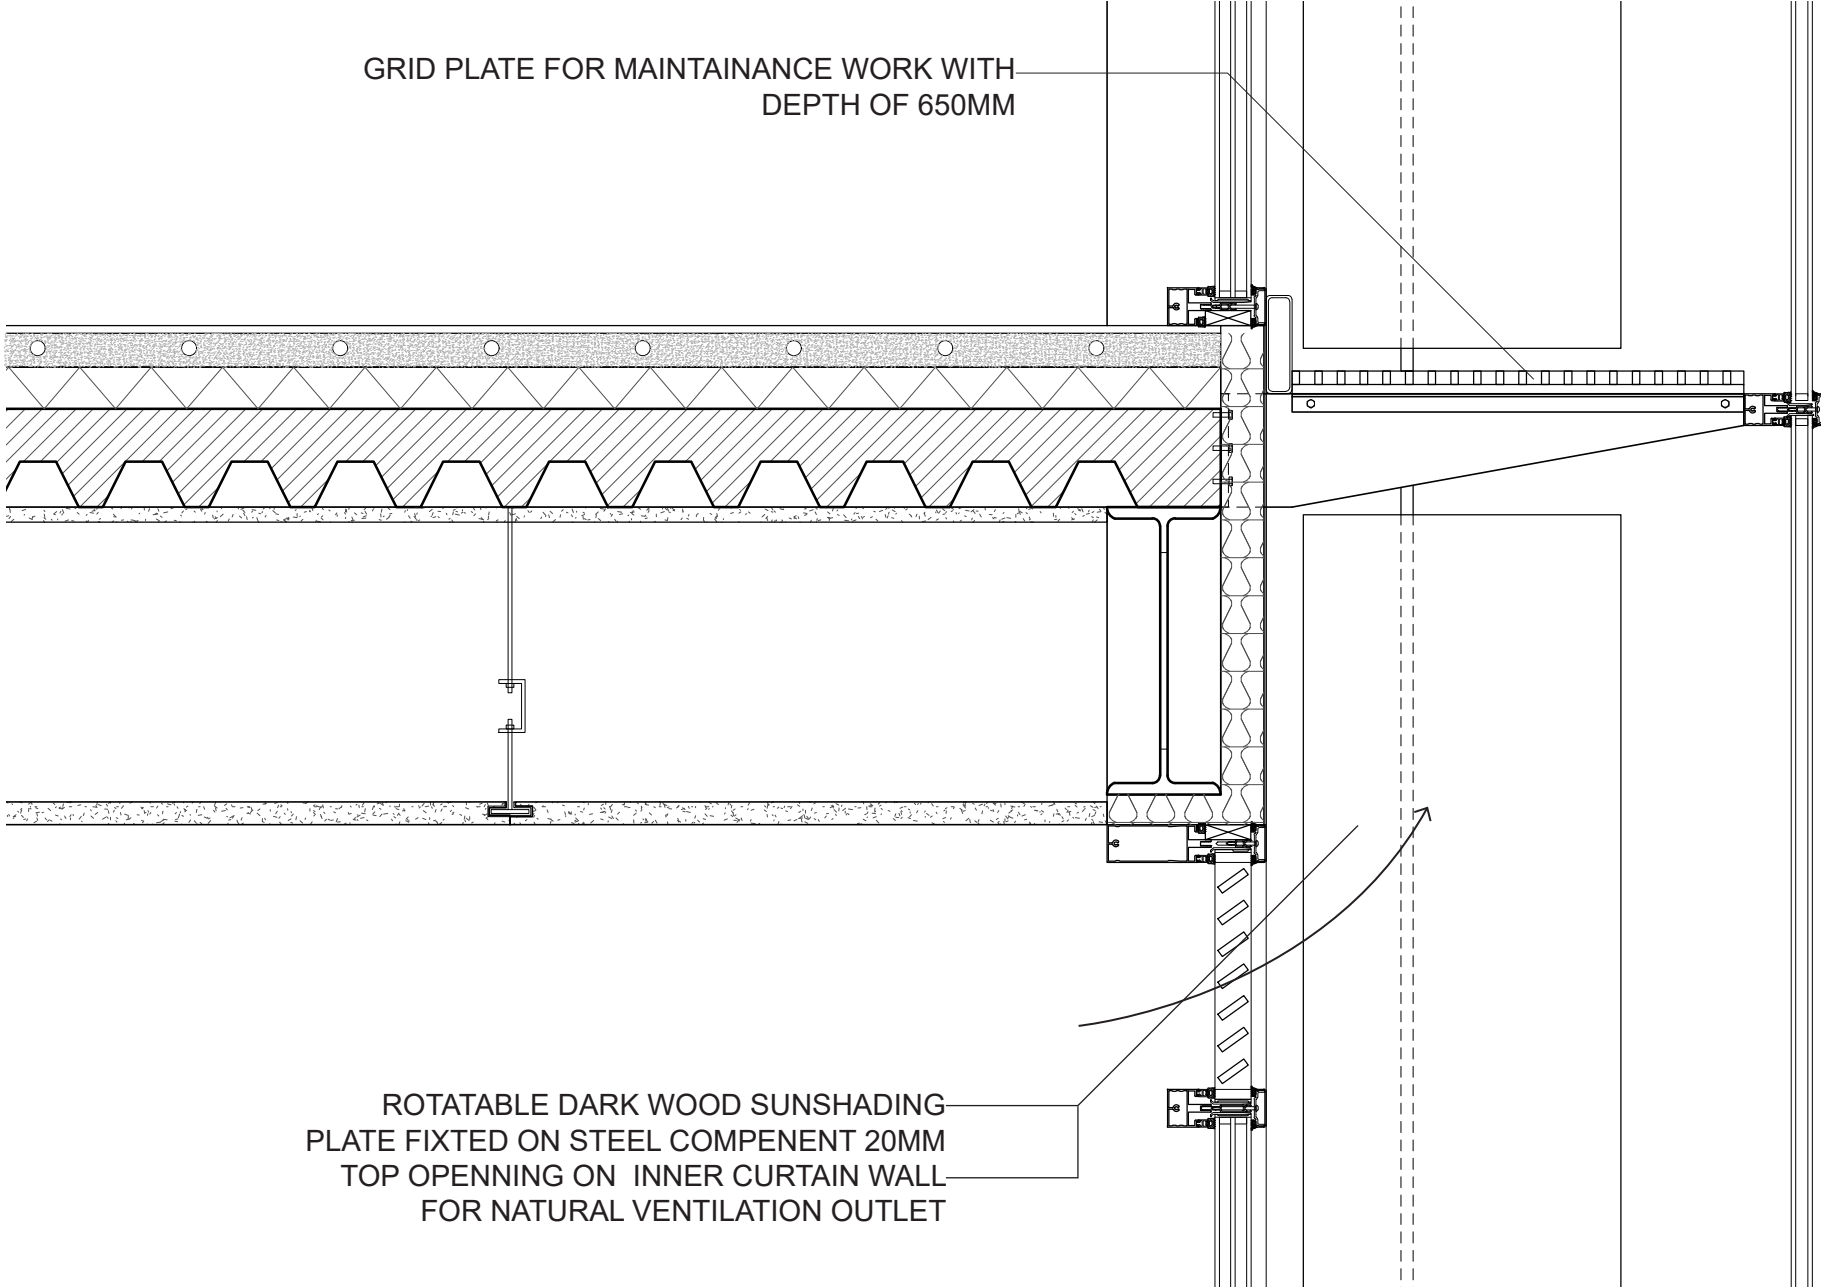 GRID PLATE FOR MAINTAINANCE WORK WITH
DEPTH OF 650MM
ROTATABLE DARK WOOD SUNSHADING
PLATE FIXTED ON STEEL COMPENENT 20MM
TOP OPENNING ON INNER CURTAIN WALL
FOR NATURAL VENTILATION OUTLET